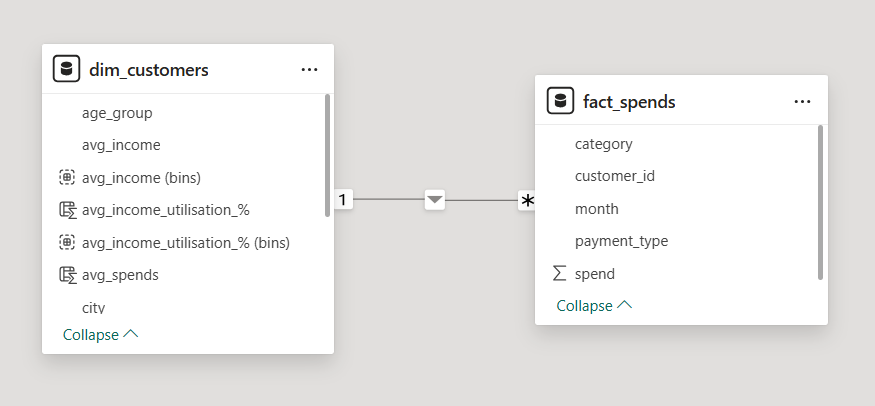 dim_customers
...
age_group
avg_income
avg_income (bins)
avg_income_utilisation_%
avg_income_utilisation_% (bins)
avg_spends
city
Collapse
1
*
fact_spends
...
category
customer_id
month
payment_type
Σ spend
Collapse